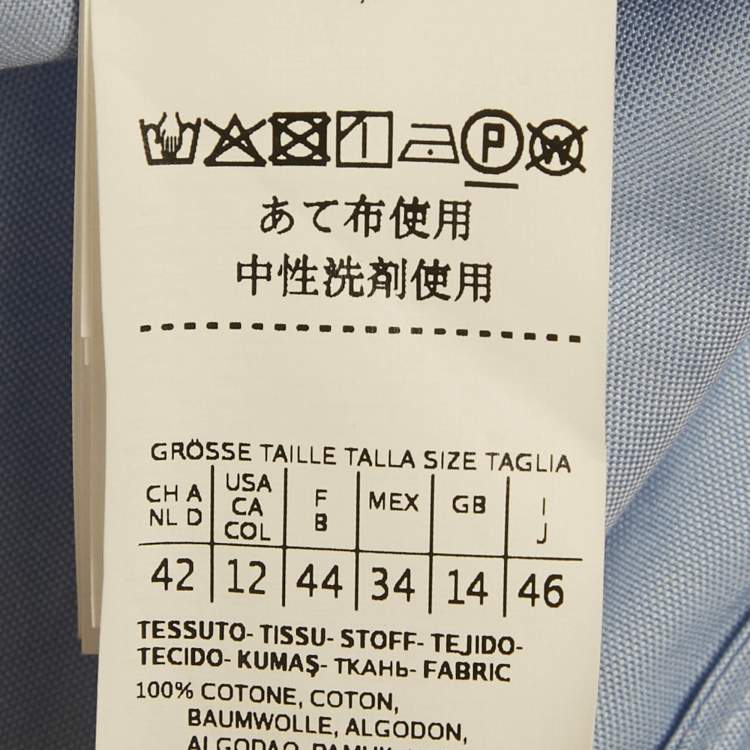 P W
あて布使用
中性洗剤使用
GRÖSSE TAILLE TALLA SIZE TAGLIA
CH A USA F MEX GB I
NL D CA B J
COL
42 12 44 34 14 46
TESSUTO- TISSU- STOFF- TEJIDO-
TECIDO- KUMAŞ- ТКАНЬ- FABRIC
100% COTONE, COTON,
BAUMWOLLE, ALGODON,
ALGODAO, PAMUK,